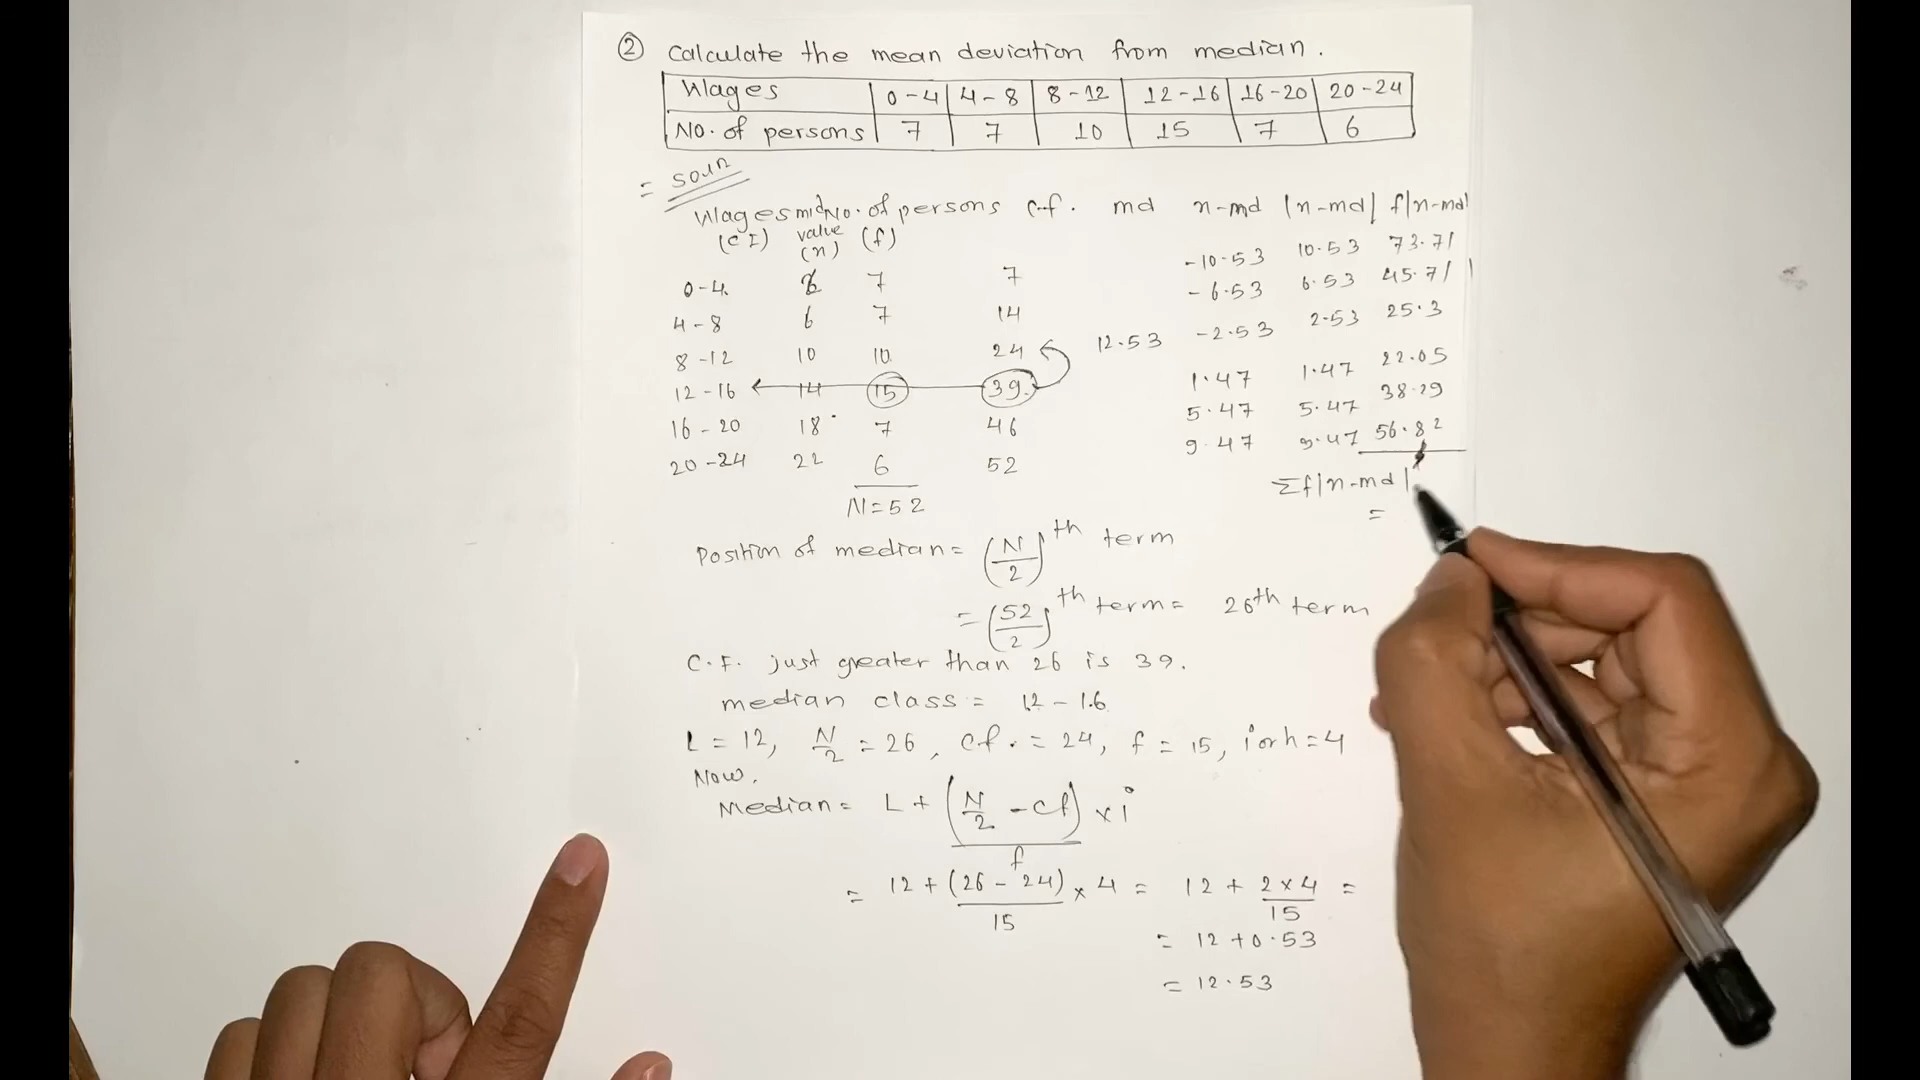 ② Calculate the mean deviation from median.
Wages 0-4 4-8 8-12 12-16 16-20 20-24
No. of persons 7 7 10 15 7 6
= soln
Wages mid No. of persons c.f. md x-md |x-md| f|x-md|
(C I) value (f)
(x)
0-4 2 7 7 -10.53 10.53 73.71
4-8 6 7 14 -6.53 6.53 45.71
8-12 10 10 24 12.53 -2.53 2.53 25.3
12-16 14 15 39 1.47 1.47 22.05
16-20 18 7 46 5.47 5.47 38.29
20-24 22 6 52 9.47 9.47 56.82
N=52 Σf|x-md|
=
Position of median = (N/2)th term
= (52/2)th term = 26th term
C.F. just greater than 26 is 39.
median class = 12-16
L = 12, N/2 = 26, cf. = 24, f = 15, i or h = 4
Now,
Median = L + (N/2 - cf)/f × i
= 12 + (26 - 24)/15 × 4 = 12 + 2×4/15 =
= 12 + 0.53
= 12.53